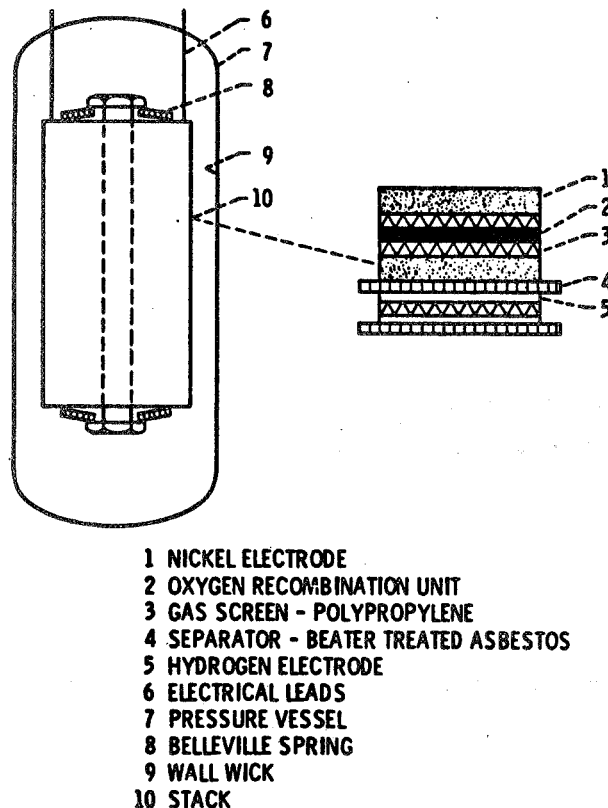 6
7
8
9
10
1
2
3
4
5
1 NICKEL ELECTRODE
2 OXYGEN RECOMBINATION UNIT
3 GAS SCREEN - POLYPROPYLENE
4 SEPARATOR - BEATER TREATED ASBESTOS
5 HYDROGEN ELECTRODE
6 ELECTRICAL LEADS
7 PRESSURE VESSEL
8 BELLEVILLE SPRING
9 WALL WICK
10 STACK